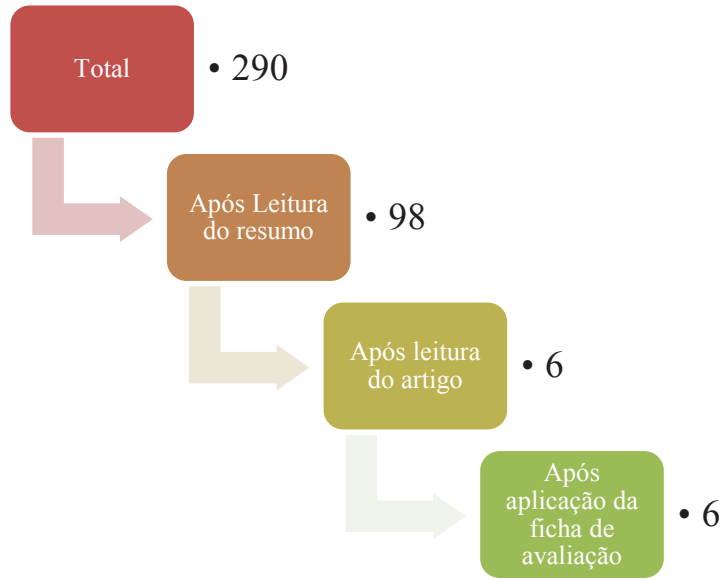 Total
• 290
Após Leitura
do resumo
• 98
Após leitura
do artigo
• 6
Após
aplicação da
ficha de
avaliação
• 6